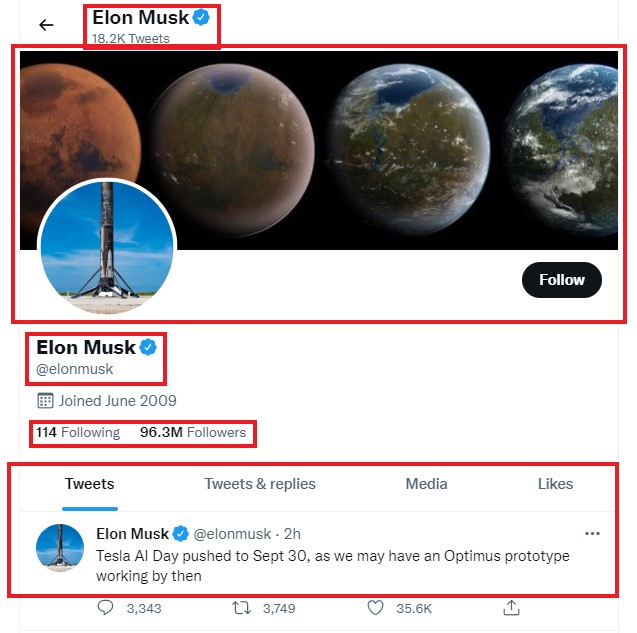 Elon Musk
18.2K Tweets
Follow
Elon Musk
@elonmusk
Joined June 2009
114 Following 96.3M Followers
Tweets Tweets & replies Media Likes
Elon Musk @elonmusk · 2h
Tesla AI Day pushed to Sept 30, as we may have an Optimus prototype
working by then
3,343 3,749 35.6K